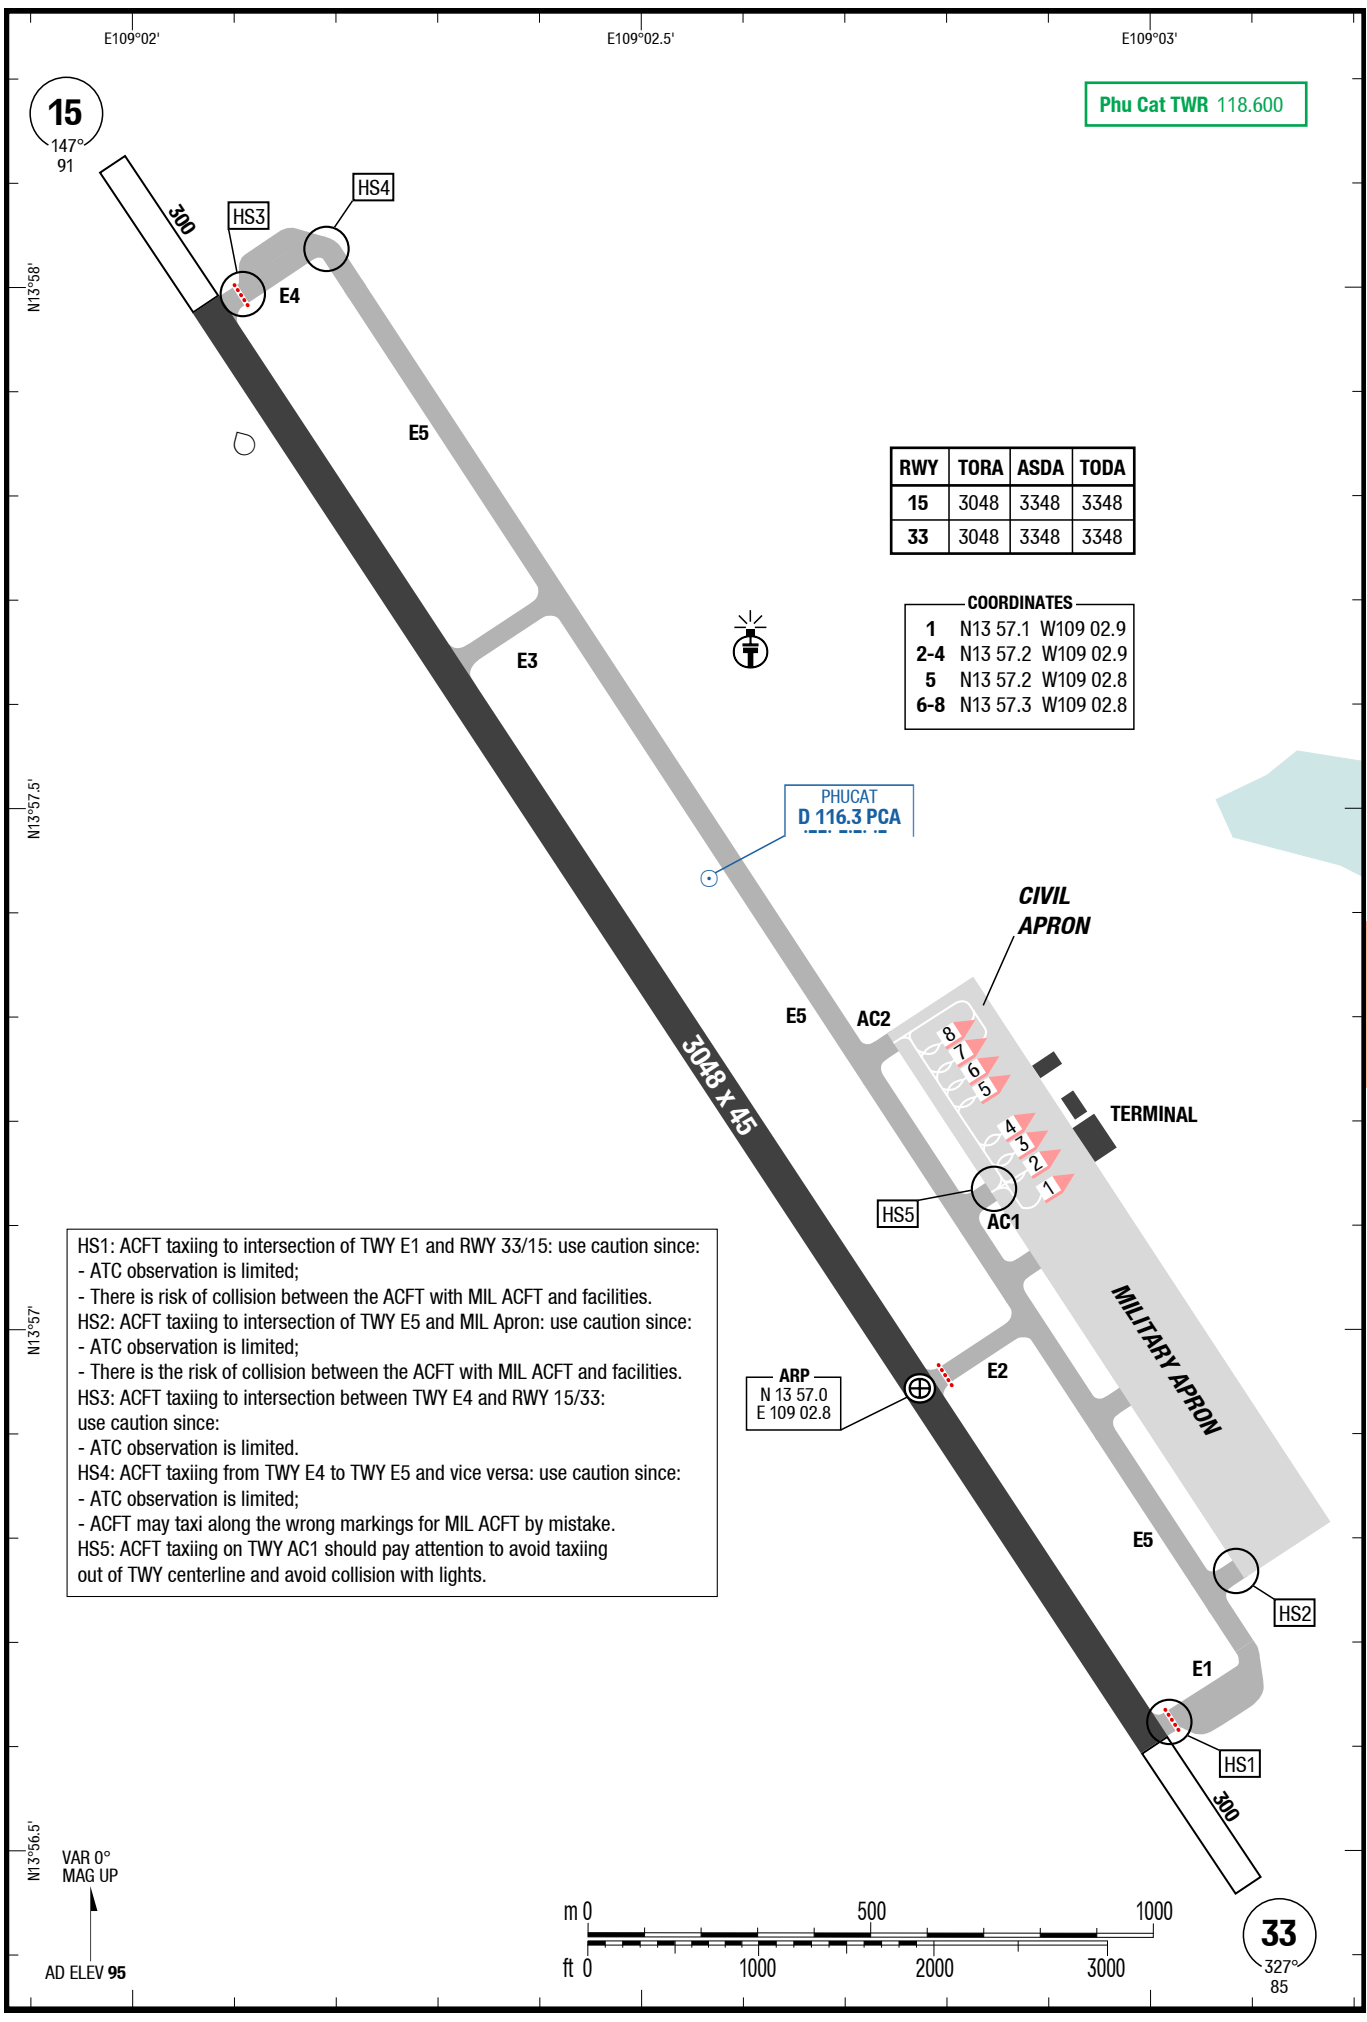 E109°02'
E109°02.5'
E109°03'
15
147°
91
Phu Cat TWR 118.600
300
HS3
HS4
N13°58'
E4
E5
RWY TORA ASDA TODA
15 3048 3348 3348
33 3048 3348 3348
COORDINATES
1 N13 57.1 W109 02.9
2-4 N13 57.2 W109 02.9
5 N13 57.2 W109 02.8
6-8 N13 57.3 W109 02.8
E3
N13°57.5'
PHUCAT
D 116.3 PCA
CIVIL
APRON
E5
AC2
3048 x 45
8
7
6
5
4
3
2
1
TERMINAL
HS5
AC1
HS1: ACFT taxiing to intersection of TWY E1 and RWY 33/15: use caution since:
- ATC observation is limited;
- There is risk of collision between the ACFT with MIL ACFT and facilities.
HS2: ACFT taxiing to intersection of TWY E5 and MIL Apron: use caution since:
- ATC observation is limited;
- There is the risk of collision between the ACFT with MIL ACFT and facilities.
HS3: ACFT taxiing to intersection between TWY E4 and RWY 15/33:
use caution since:
- ATC observation is limited.
HS4: ACFT taxiing from TWY E4 to TWY E5 and vice versa: use caution since:
- ATC observation is limited;
- ACFT may taxi along the wrong markings for MIL ACFT by mistake.
HS5: ACFT taxiing on TWY AC1 should pay attention to avoid taxiing
out of TWY centerline and avoid collision with lights.
N13°57'
MILITARY APRON
ARP
N 13 57.0
E 109 02.8
E2
E5
HS2
E1
HS1
300
N13°56.5'
VAR 0°
MAG UP
AD ELEV 95
m 0 500 1000
ft 0 1000 2000 3000
33
327°
85